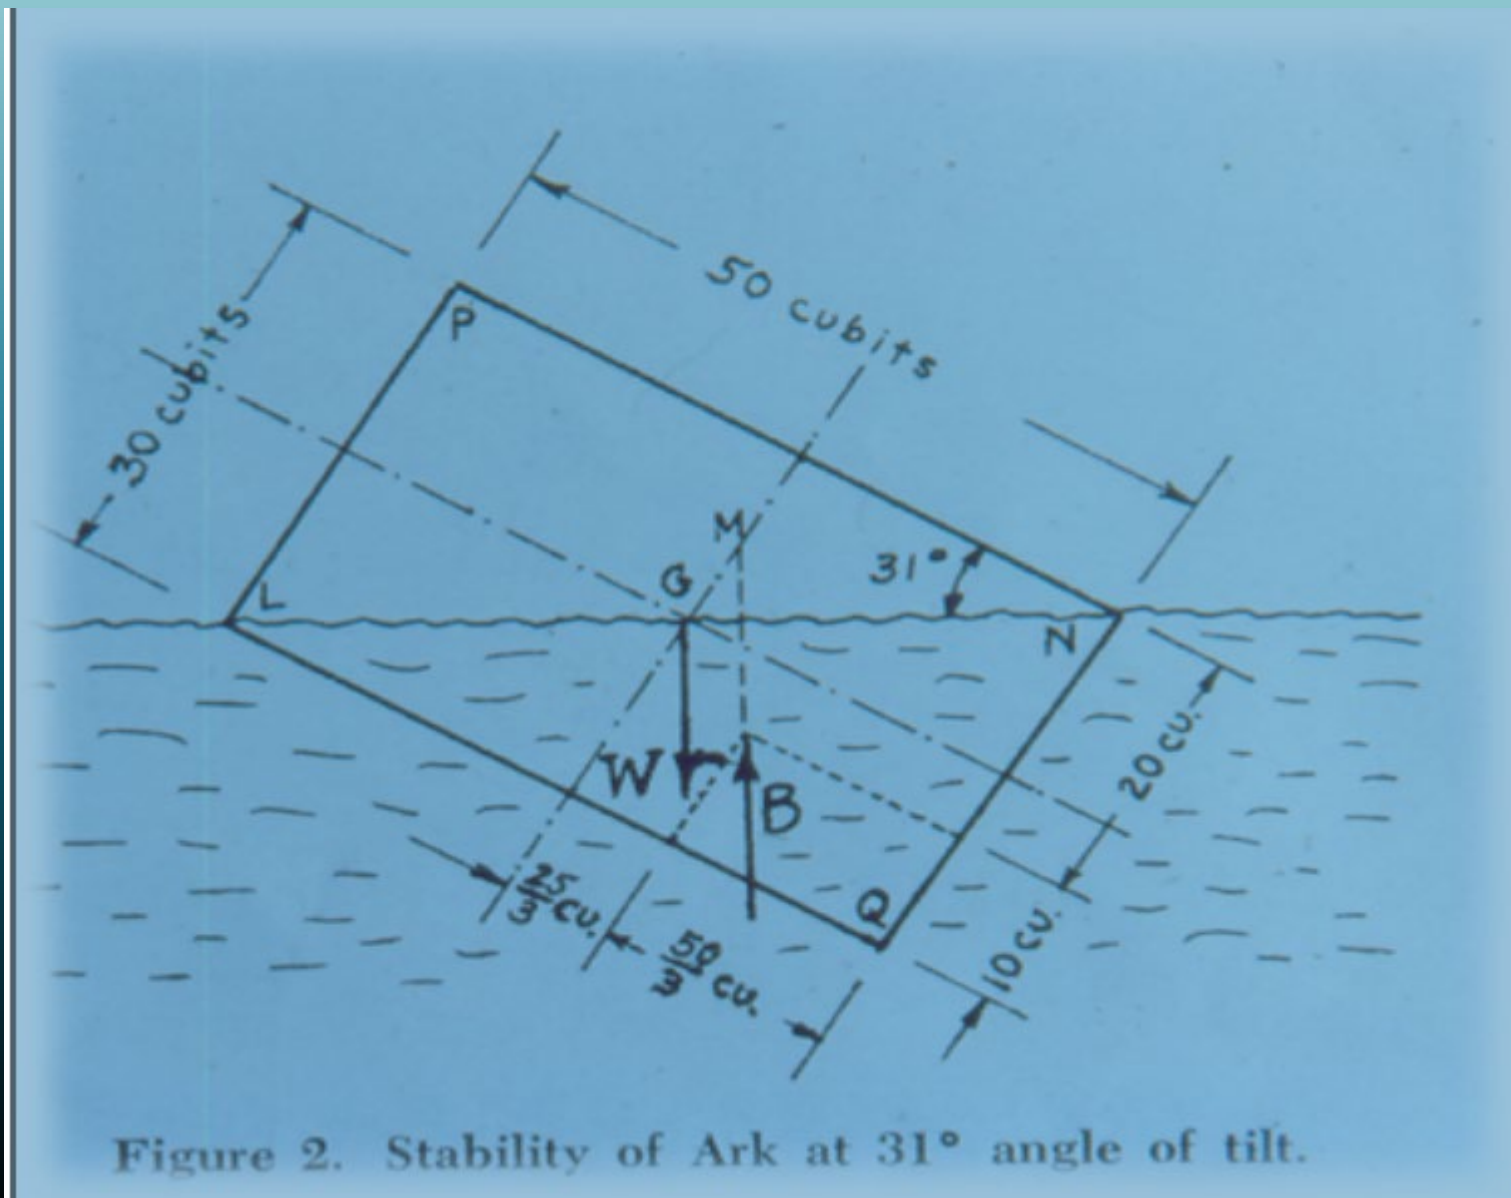 50 cubits
30 cubits
P
M
G
31°
L
N
W
B
20 cu.
25/3 cu.
Q
50/3 cu.
10 cu.
Figure 2. Stability of Ark at 31° angle of tilt.